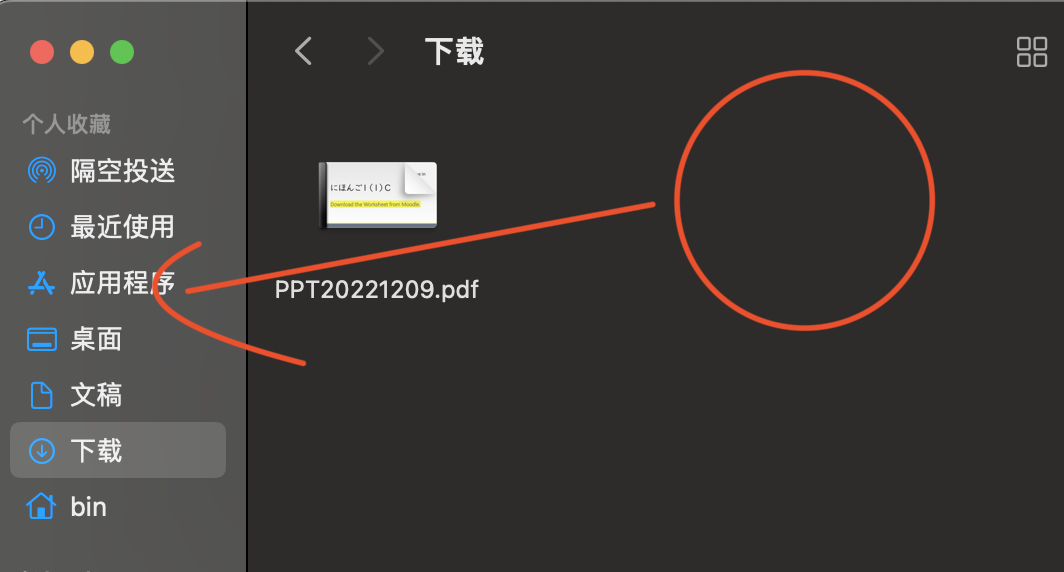 下载
个人收藏
隔空投送
最近使用
应用程序
桌面
文稿
下载
bin
にほんご1(1)C
Download the Worksheet from Moodle.
PPT20221209.pdf